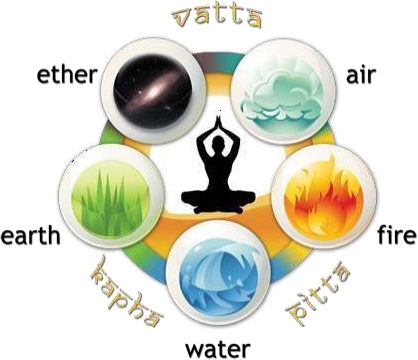 vatta
ether
air
earth
fire
kapha
pitta
water